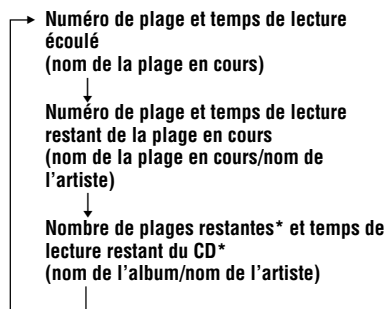 Numéro de plage et temps de lecture
écoulé
(nom de la plage en cours)
Numéro de plage et temps de lecture
restant de la plage en cours
(nom de la plage en cours/nom de
l'artiste)
Nombre de plages restantes* et temps de
lecture restant du CD*
(nom de l'album/nom de l'artiste)